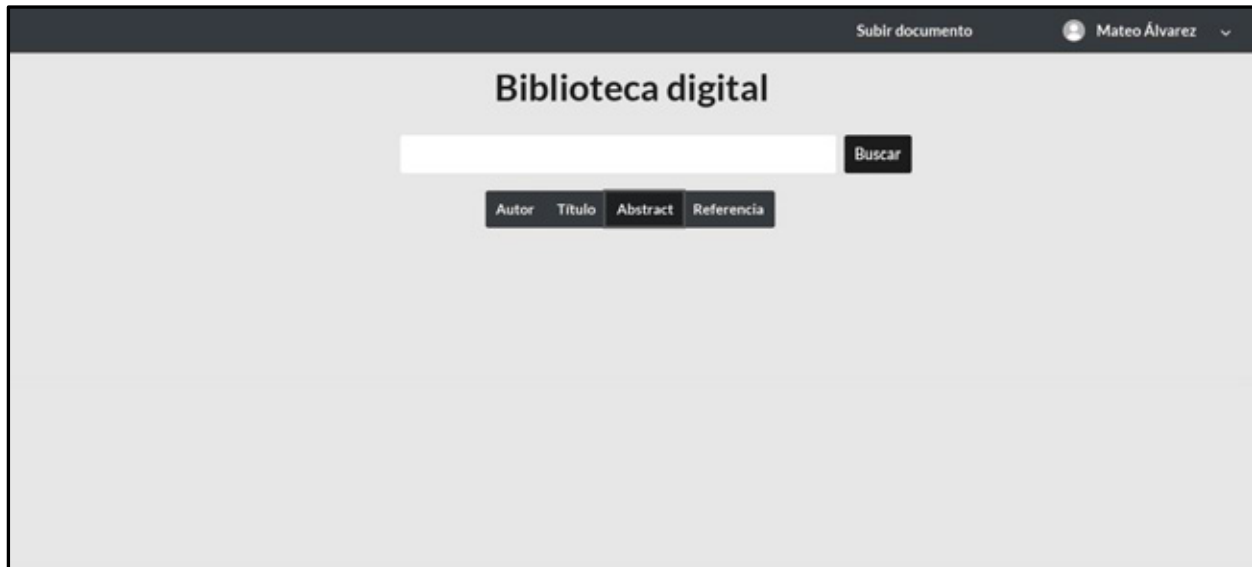 Subir documento Mateo Álvarez
Biblioteca digital
Buscar
Autor Título Abstract Referencia